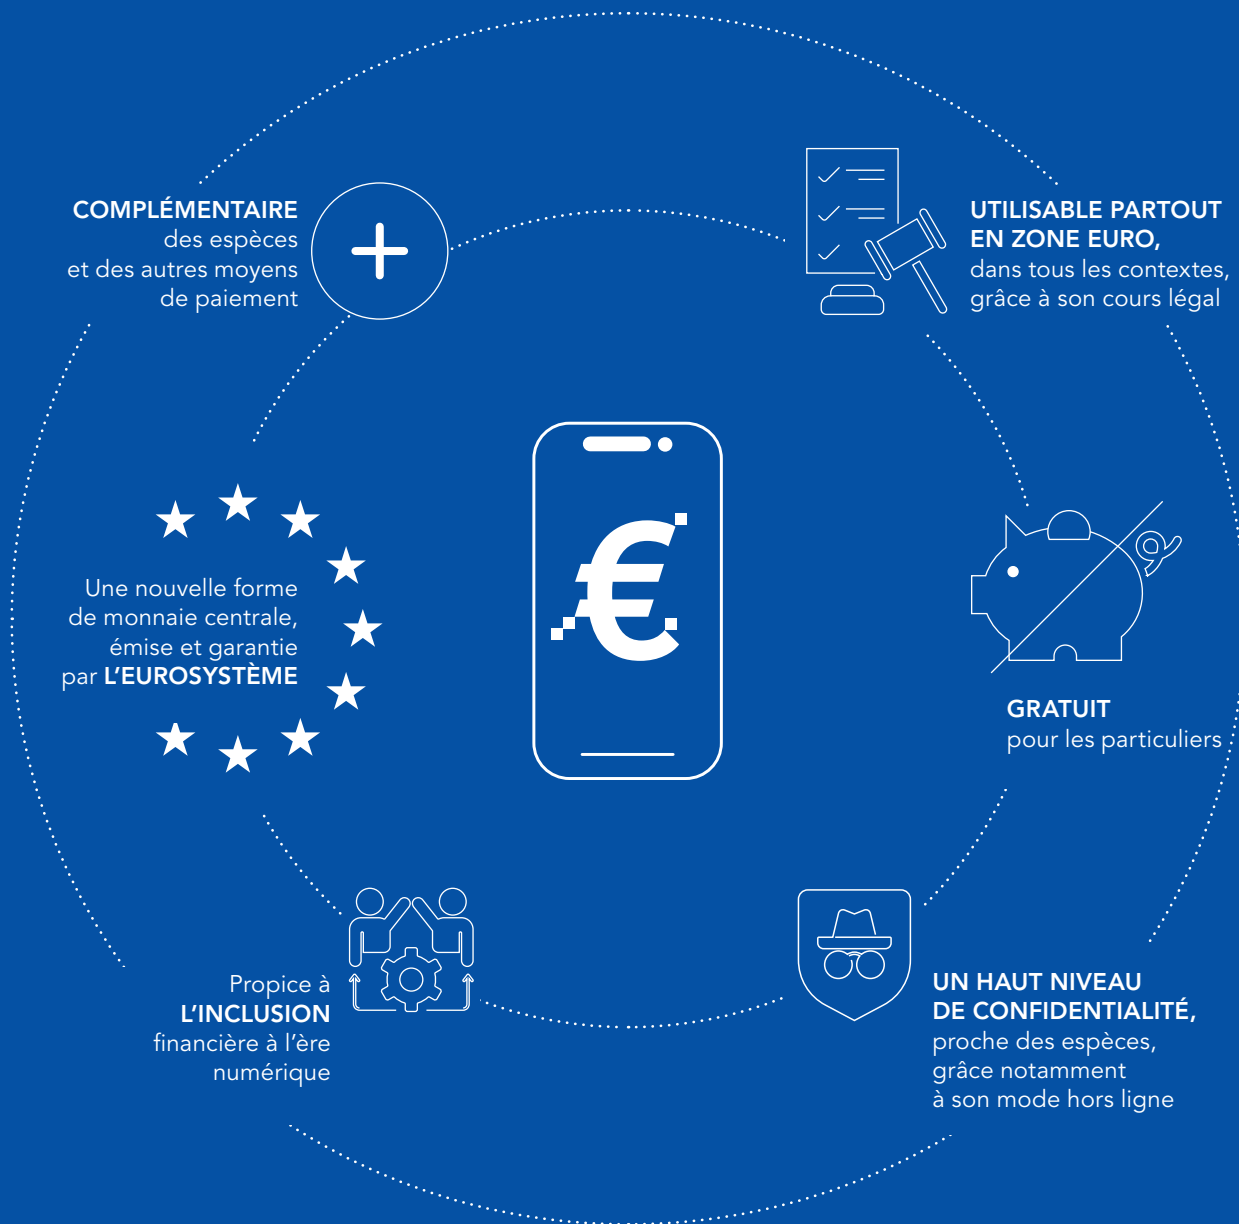 COMPLÉMENTAIRE
des espèces
et des autres moyens
de paiement
UTILISABLE PARTOUT
EN ZONE EURO,
dans tous les contextes,
grâce à son cours légal
Une nouvelle forme
de monnaie centrale,
émise et garantie
par L'EUROSYSTÈME
€
GRATUIT
pour les particuliers
Propice à
L'INCLUSION
financière à l'ère
numérique
UN HAUT NIVEAU
DE CONFIDENTIALITÉ,
proche des espèces,
grâce notamment
à son mode hors ligne